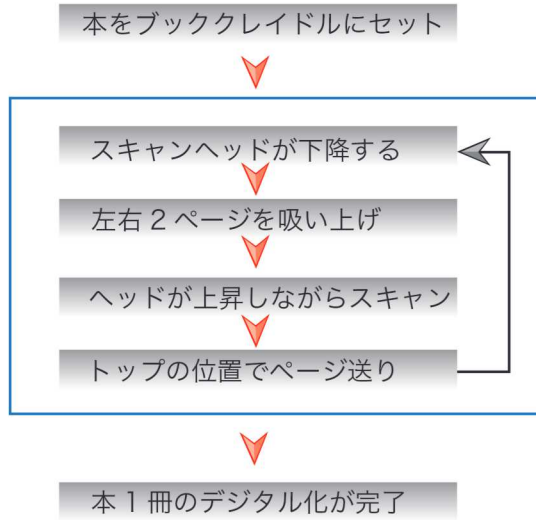 本をブッククレイドルにセット
スキャンヘッドが下降する
左右2ページを吸い上げ
ヘッドが上昇しながらスキャン
トップの位置でページ送り
本1冊のデジタル化が完了